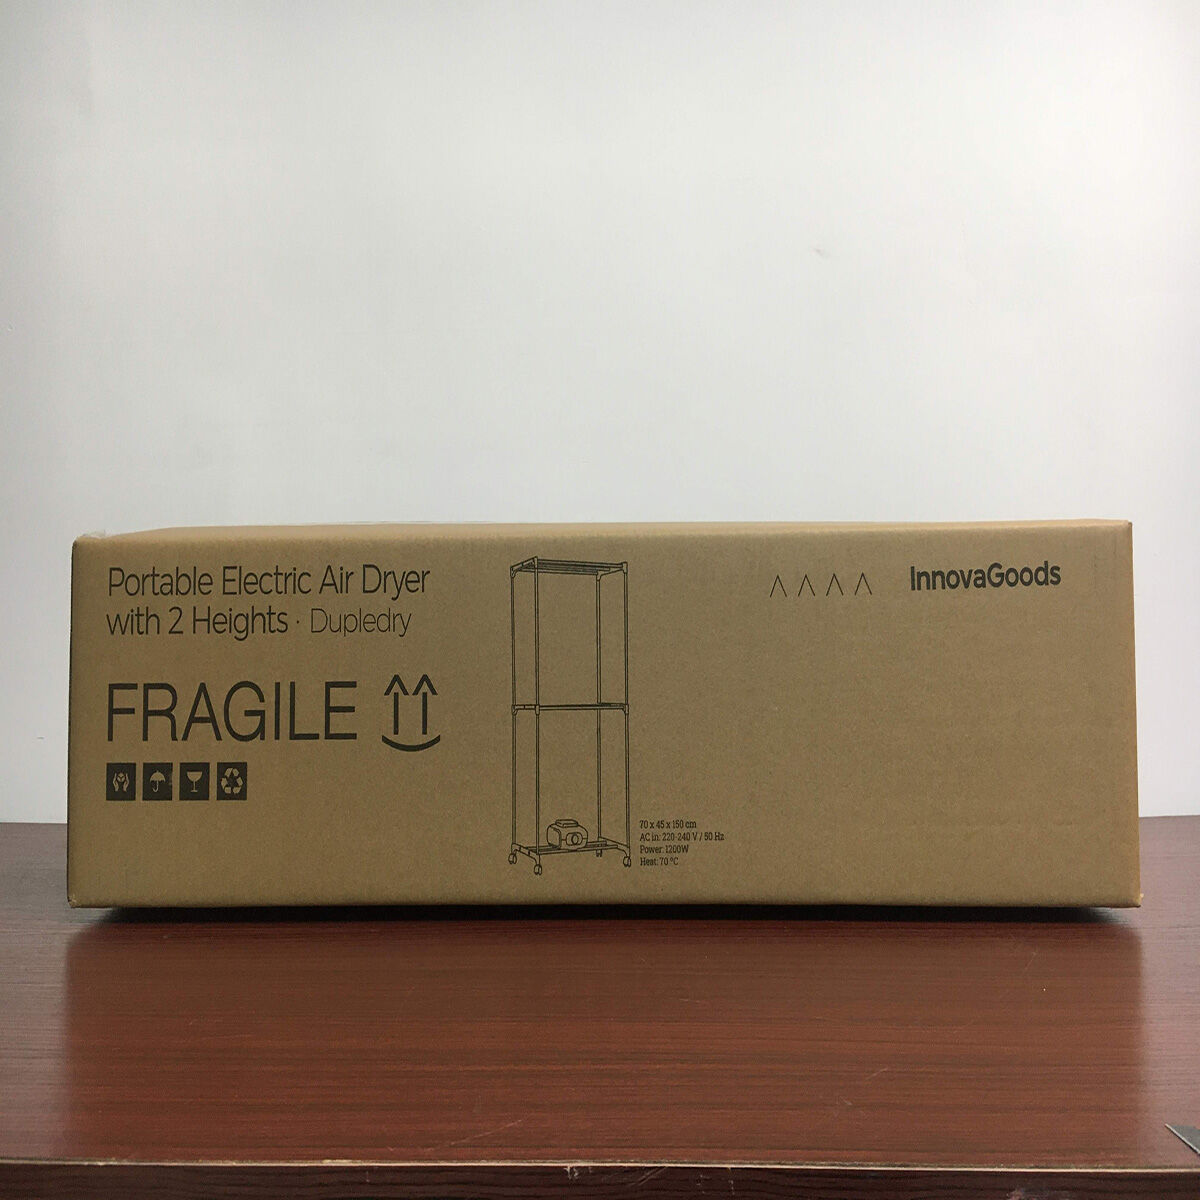 Portable Electric Air Dryer
with 2 Heights · Dupledry
FRAGILE
InnovaGoods
70 x 45 x 150 cm
AC in: 220-240 V / 50 Hz
Power: 1200W
Heat: 70 °C